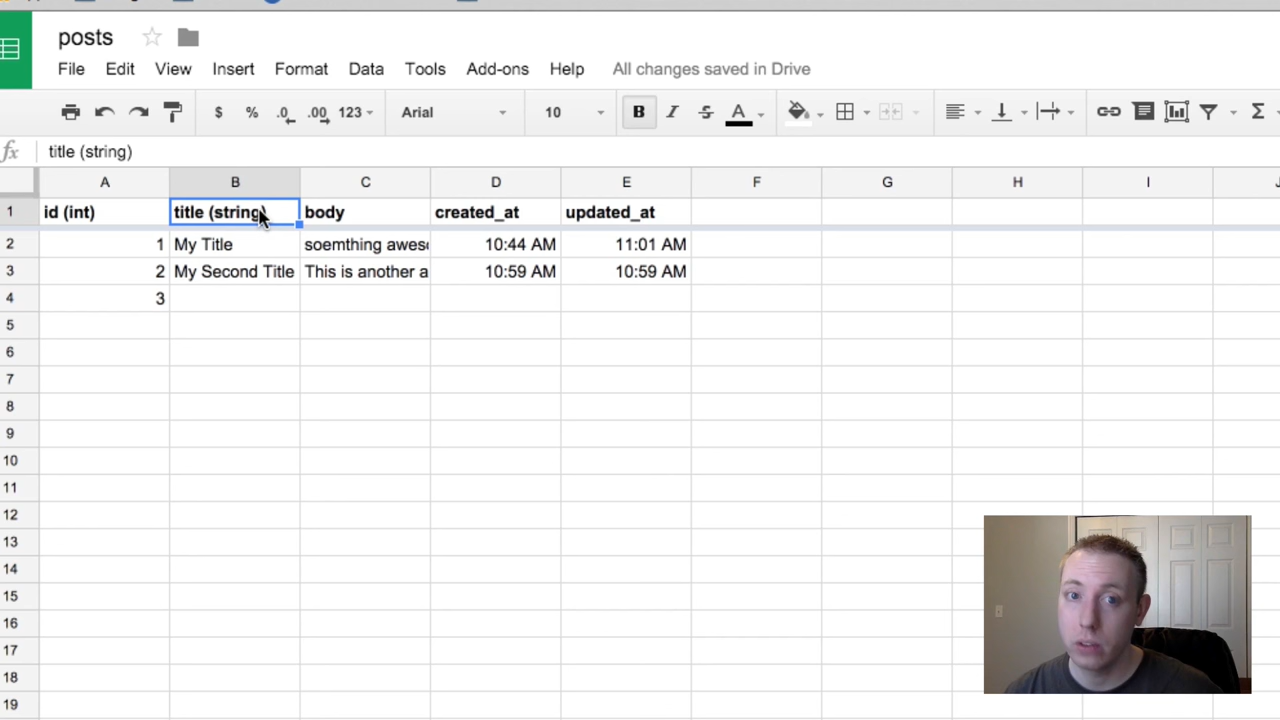 posts
File Edit View Insert Format Data Tools Add-ons Help All changes saved in Drive
$ % .0 .00 123 Arial 10 B I S A Σ
fx title (string)
A B C D E F G H I J
1 id (int) title (string) body created_at updated_at
2 1 My Title soemthing aweso 10:44 AM 11:01 AM
3 2 My Second Title This is another a 10:59 AM 10:59 AM
4 3
5
6
7
8
9
10
11
12
13
14
15
16
17
18
19